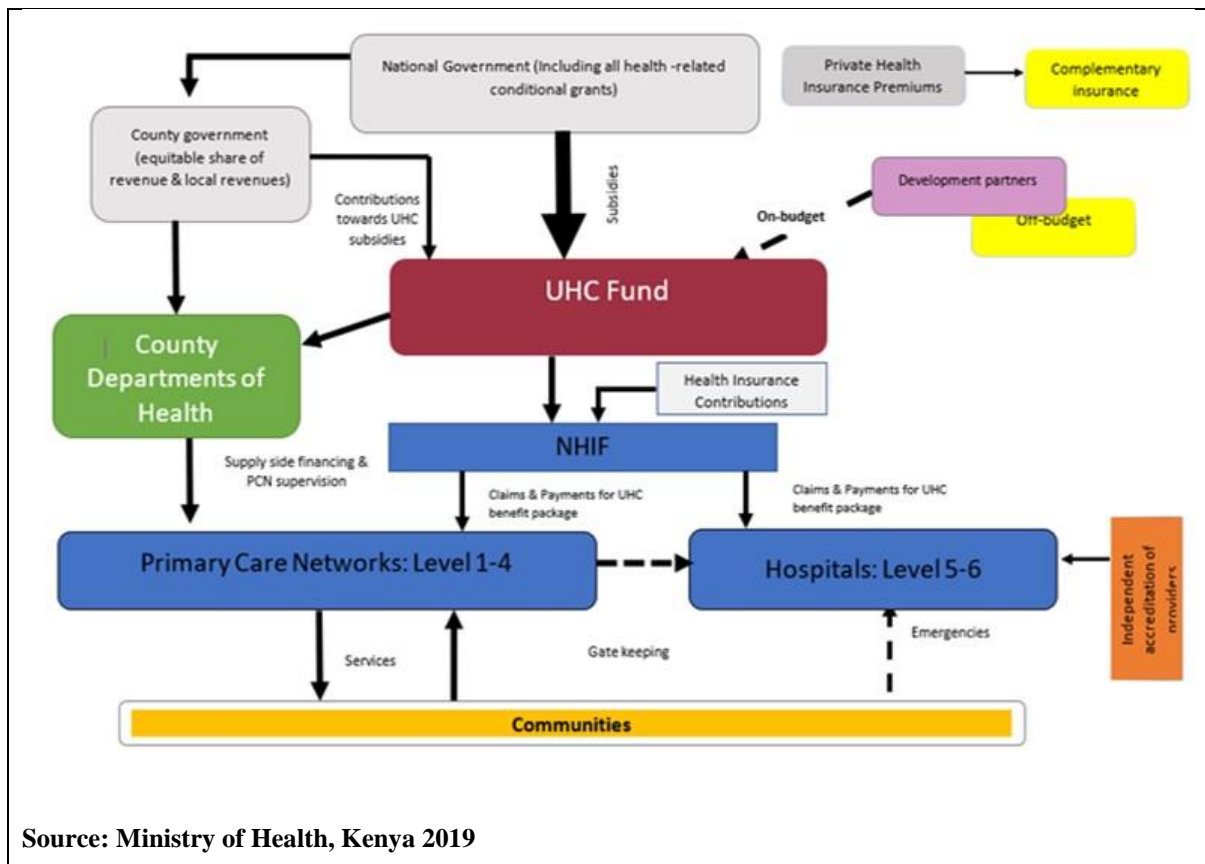 National Government (Including all health -related
conditional grants)
Private Health
Insurance Premiums
Complementary
insurance
County government
(equitable share of
revenue & local revenues)
Contributions
towards UHC
subsidies
Subsidies
On-budget
Development partners
Off-budget
UHC Fund
County
Departments of
Health
Health Insurance
Contributions
NHIF
Supply side financing &
PCN supervision
Claims & Payments for UHC
benefit package
Claims & Payments for UHC
benefit package
Primary Care Networks: Level 1-4
Hospitals: Level 5-6
Independent
accreditation of
providers
Services
Gate keeping
Emergencies
Communities
Source: Ministry of Health, Kenya 2019